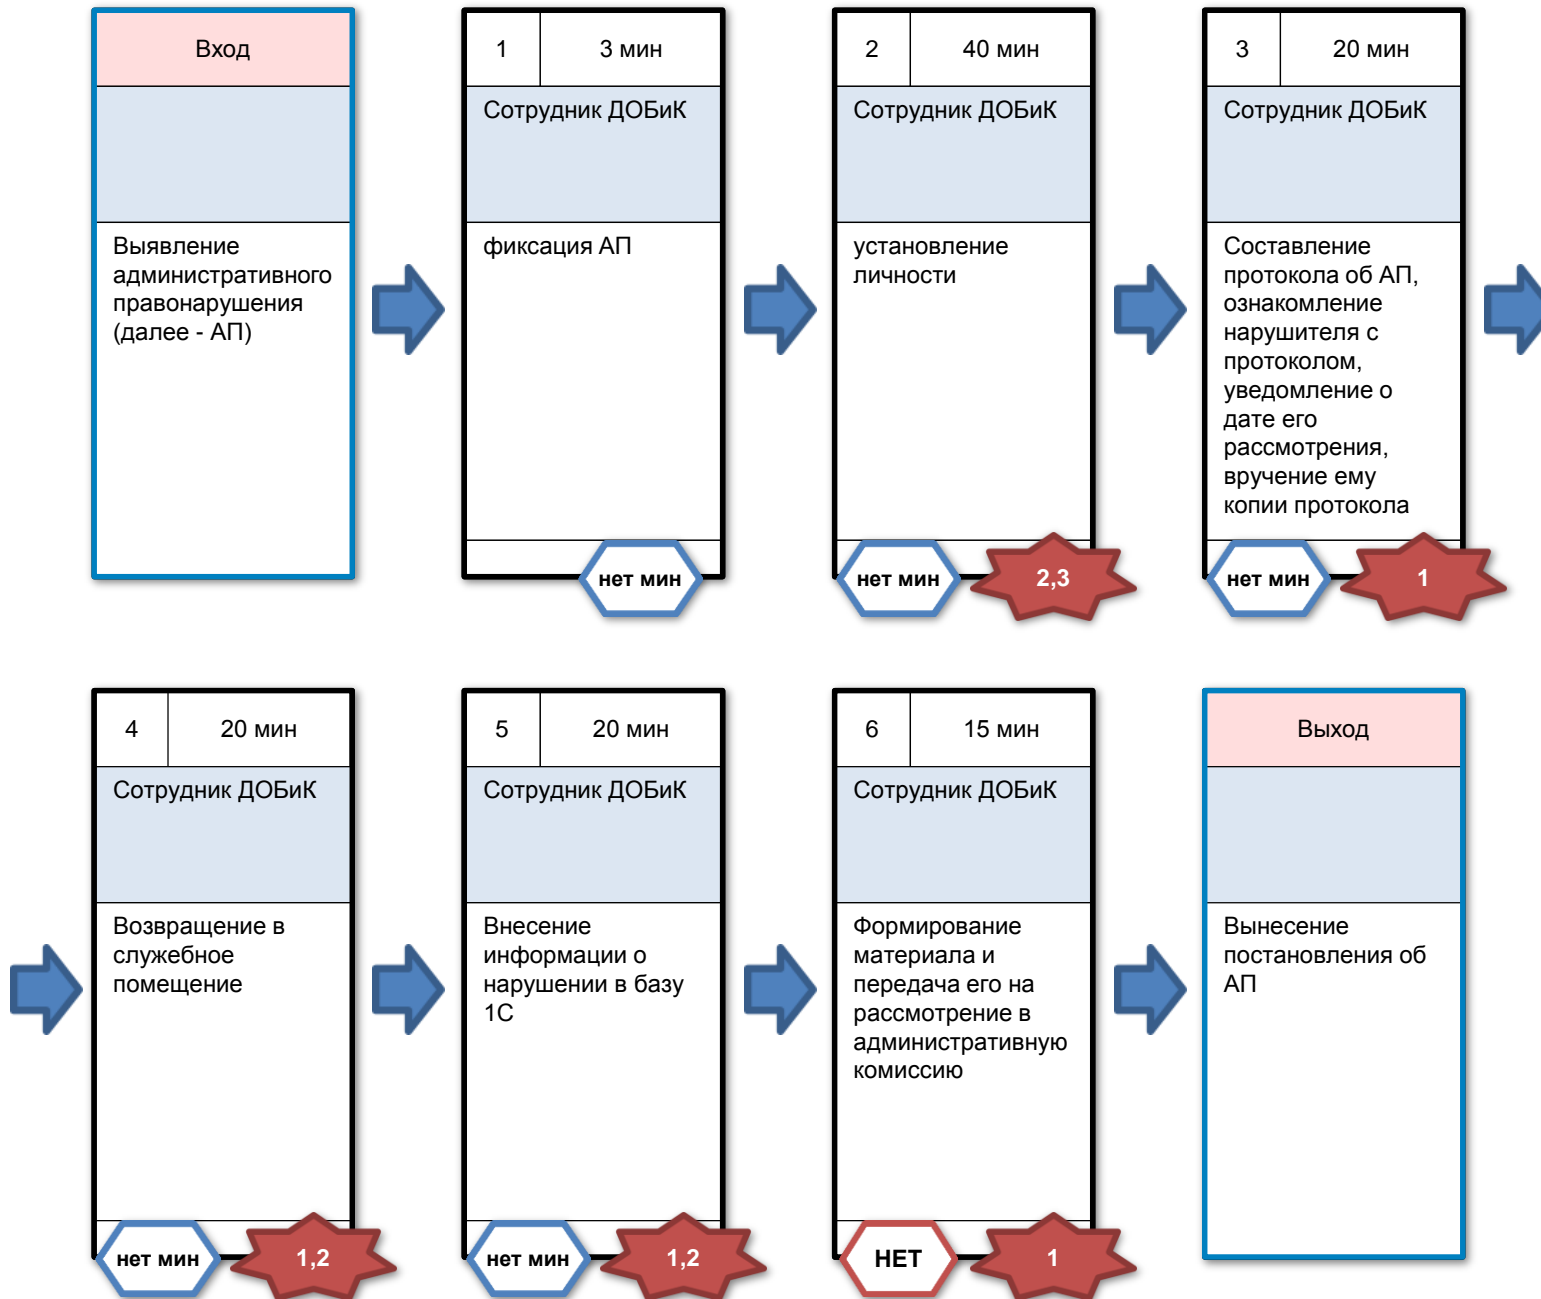 Вход
Выявление
административного
правонарушения
(далее - АП)
1 3 мин
Сотрудник ДОБиК
фиксация АП
нет мин
2 40 мин
Сотрудник ДОБиК
установление
личности
нет мин 2,3
3 20 мин
Сотрудник ДОБиК
Составление
протокола об АП,
ознакомление
нарушителя с
протоколом,
уведомление о
дате его
рассмотрения,
вручение ему
копии протокола
нет мин 1
4 20 мин
Сотрудник ДОБиК
Возвращение в
служебное
помещение
нет мин 1,2
5 20 мин
Сотрудник ДОБиК
Внесение
информации о
нарушении в базу
1С
нет мин 1,2
6 15 мин
Сотрудник ДОБиК
Формирование
материала и
передача его на
рассмотрение в
административную
комиссию
НЕТ 1
Выход
Вынесение
постановления об
АП